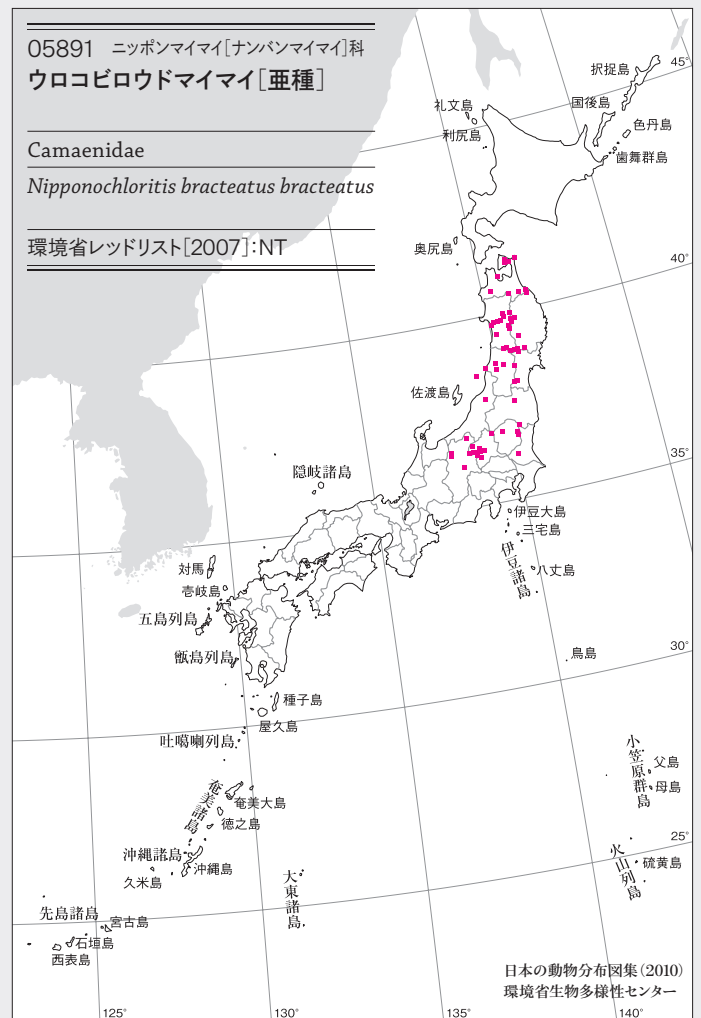 05891 ニッポンマイマイ[ナンバンマイマイ]科
ウロコビロウドマイマイ[亜種]
Camaenidae
Nipponochloritis bracteatus bracteatus
環境省レッドリスト[2007]:NT
択捉島
45°
国後島
礼文島
色丹島
利尻島
歯舞群島
奥尻島
40°
佐渡島
35°
隠岐諸島
伊豆大島
三宅島
伊豆諸島
八丈島
対馬
壱岐島
五島列島
甑島列島
鳥島
30°
種子島
屋久島
吐噶喇列島
小笠原群島
父島
母島
奄美諸島
奄美大島
徳之島
25°
沖縄諸島
沖縄島
久米島
火山列島
硫黄島
大東諸島
先島諸島
宮古島
石垣島
西表島
日本の動物分布図集(2010)
環境省生物多様性センター
125°
130°
135°
140°